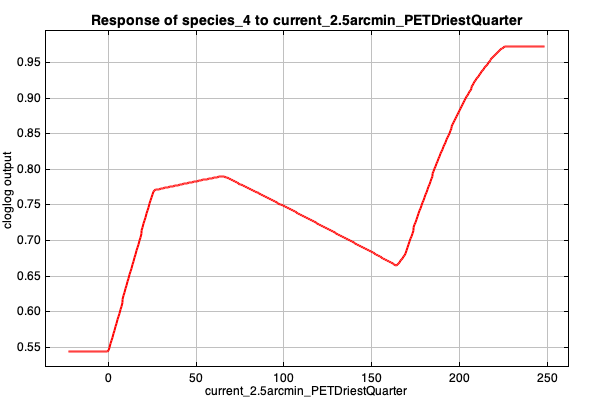 Response of species_4 to current_2.5arcmin_PETDriestQuarter
cloglog output
0.95
0.90
0.85
0.80
0.75
0.70
0.65
0.60
0.55
0 50 100 150 200 250
current_2.5arcmin_PETDriestQuarter